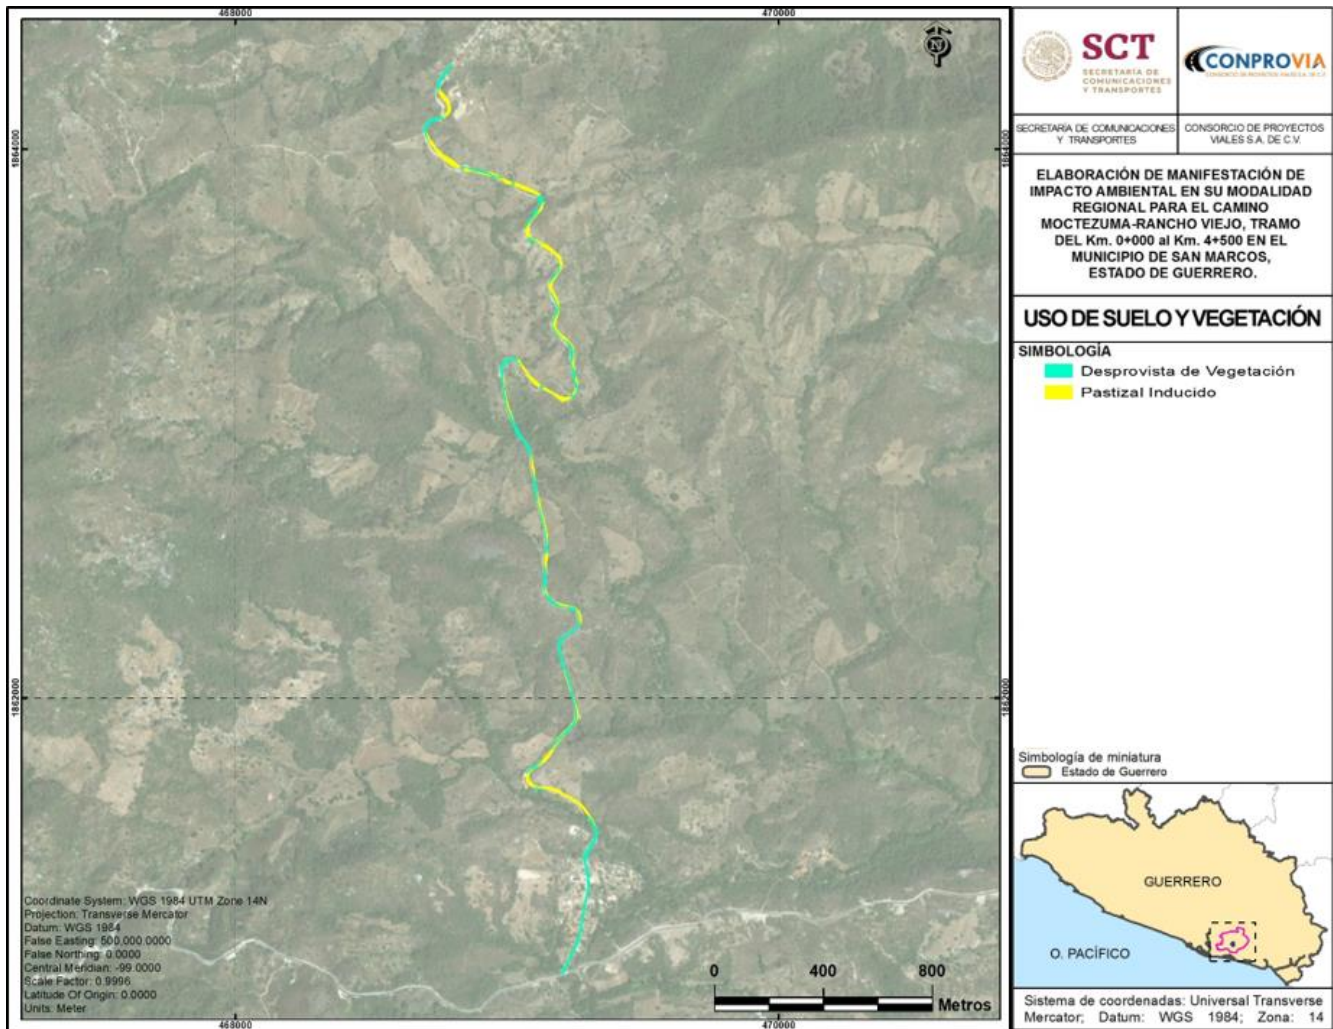 468000
470000
1864000
1864000
1862000
1862000
468000
470000
N
Coordinate System: WGS 1984 UTM Zone 14N
Projection: Transverse Mercator
Datum: WGS 1984
False Easting: 500,000.0000
False Northing: 0.0000
Central Meridian: -99.0000
Scale Factor: 0.9996
Latitude Of Origin: 0.0000
Units: Meter
0 400 800
Metros
SCT
SECRETARÍA DE
COMUNICACIONES
Y TRANSPORTES
CONPROVIA
SECRETARÍA DE COMUNICACIONES
Y TRANSPORTES
CONSORCIO DE PROYECTOS
VIALES S.A. DE C.V.
ELABORACIÓN DE MANIFESTACIÓN DE
IMPACTO AMBIENTAL EN SU MODALIDAD
REGIONAL PARA EL CAMINO
MOCTEZUMA-RANCHO VIEJO, TRAMO
DEL Km. 0+000 al Km. 4+500 EN EL
MUNICIPIO DE SAN MARCOS,
ESTADO DE GUERRERO.
USO DE SUELO Y VEGETACIÓN
SIMBOLOGÍA
Desprovista de Vegetación
Pastizal Inducido
Simbología de miniatura
Estado de Guerrero
GUERRERO
O. PACÍFICO
Sistema de coordenadas: Universal Transverse
Mercator; Datum: WGS 1984; Zona: 14